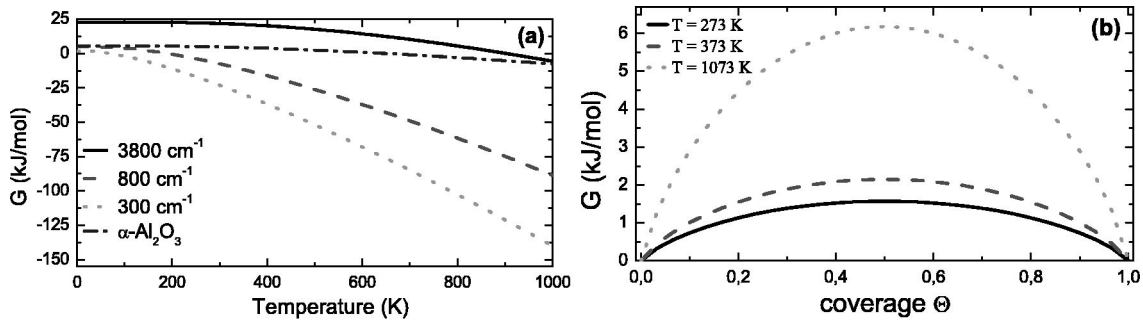 25
0
-25
-50
-75
-100
-125
-150
G (kJ/mol)
(a)
3800 cm⁻¹
800 cm⁻¹
300 cm⁻¹
α-Al₂O₃
0
200
400
600
800
1000
Temperature (K)
6
5
4
3
2
1
0
G (kJ/mol)
(b)
T = 273 K
T = 373 K
T = 1073 K
0,0
0,2
0,4
0,6
0,8
1,0
coverage Θ